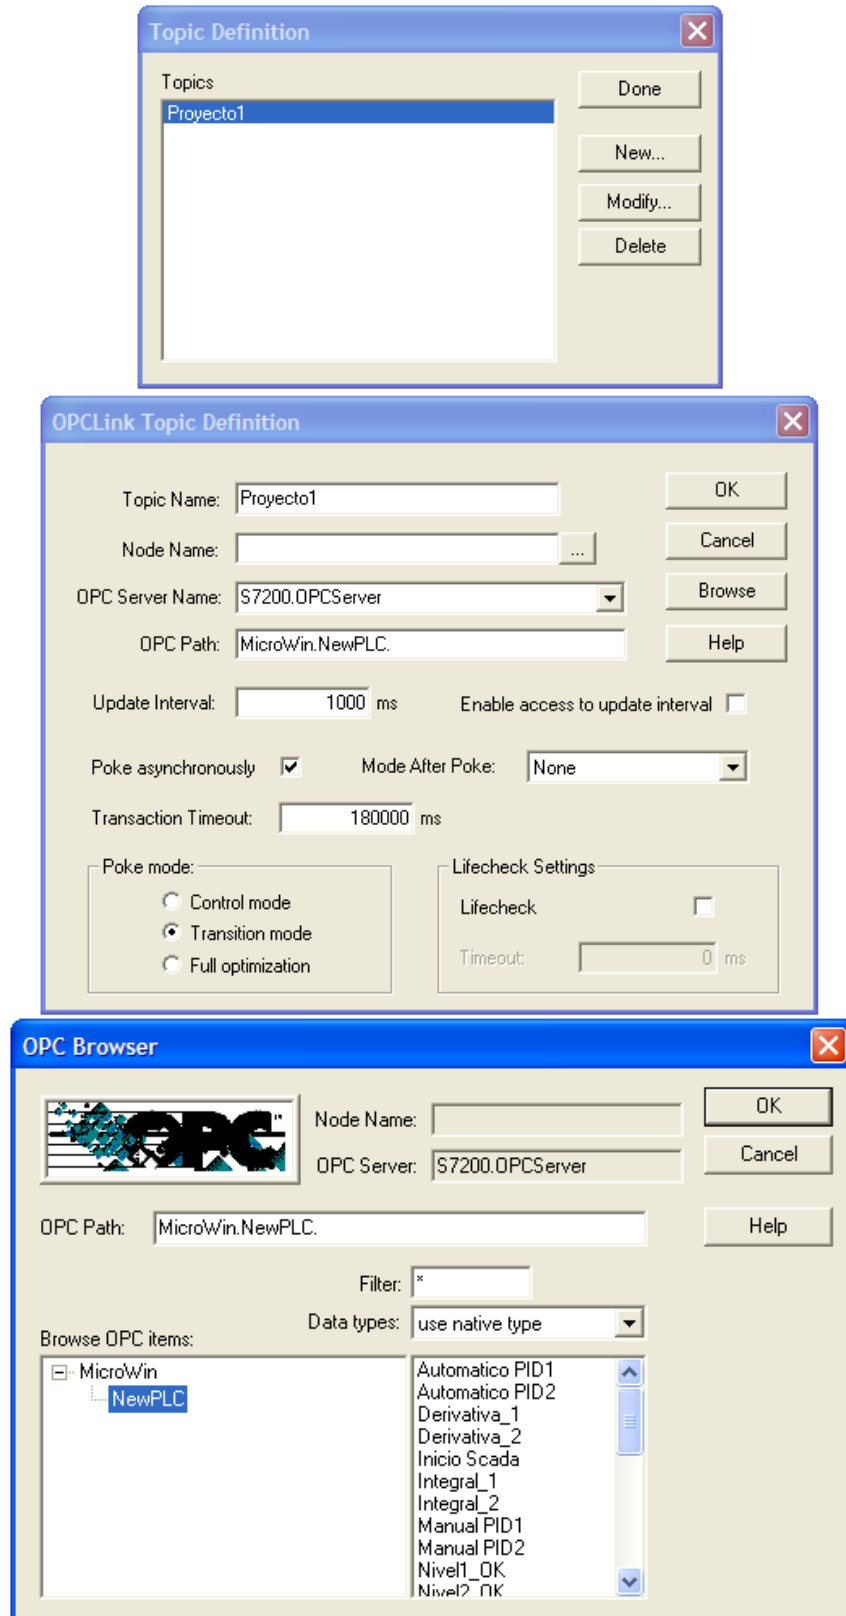 Topic Definition
Topics
Done
Proyecto1
New...
Modify...
Delete
OPCLink Topic Definition
Topic Name: Proyecto1
OK
Node Name: ...
Cancel
OPC Server Name: S7200.OPCServer
Browse
OPC Path: MicroWin.NewPLC.
Help
Update Interval: 1000 ms
Enable access to update interval
Poke asynchronously
Mode After Poke: None
Transaction Timeout: 180000 ms
Poke mode:
Control mode
Transition mode
Full optimization
Lifecheck Settings
Lifecheck
Timeout: 0 ms
OPC Browser
OPC
Node Name:
OK
OPC Server: S7200.OPCServer
Cancel
OPC Path: MicroWin.NewPLC.
Help
Filter: *
Data types: use native type
Browse OPC items:
MicroWin
NewPLC
Automatico PID1
Automatico PID2
Derivativa_1
Derivativa_2
Inicio Scada
Integral_1
Integral_2
Manual PID1
Manual PID2
Nivel1_OK
Nivel2_OK